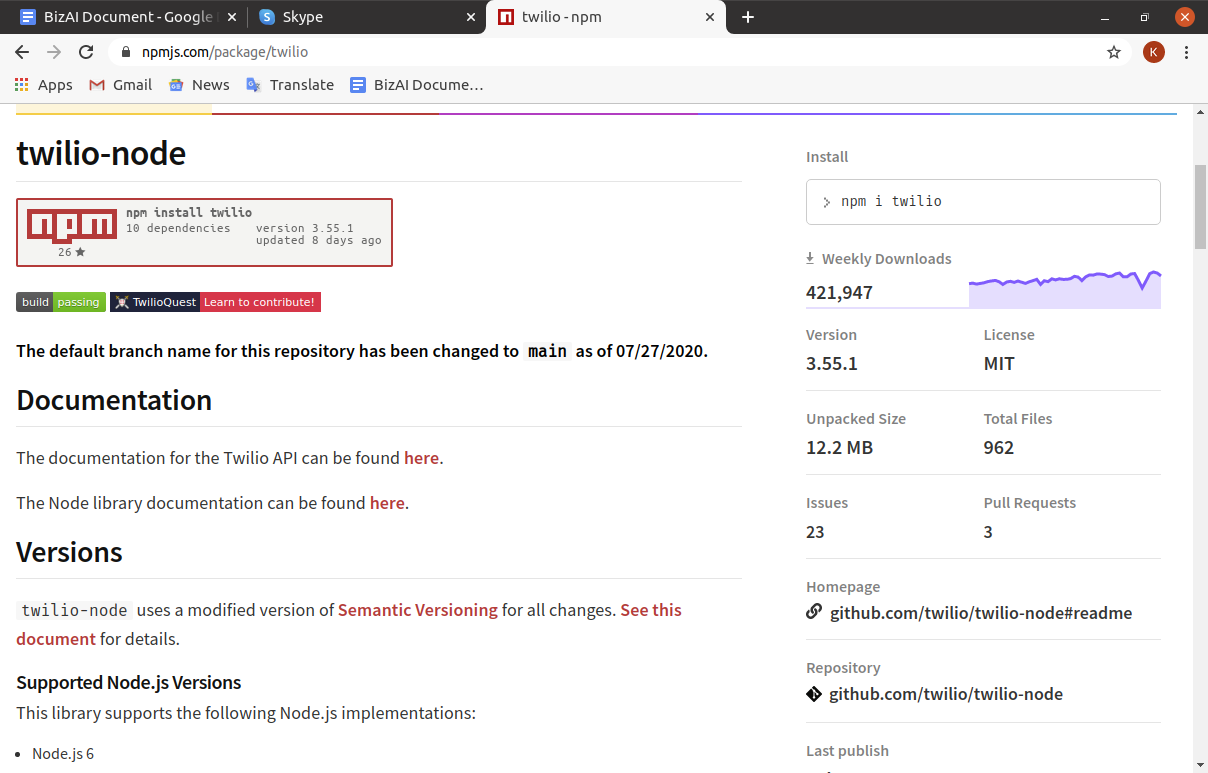 BizAI Document - Google
Skype
twilio - npm
npmjs.com/package/twilio
K
Apps
Gmail
News
Translate
BizAI Docume…
twilio-node
npm
npm install twilio
10 dependencies version 3.55.1
updated 8 days ago
26 ★
build passing TwilioQuest Learn to contribute!
The default branch name for this repository has been changed to main as of 07/27/2020.
Documentation
The documentation for the Twilio API can be found here.
The Node library documentation can be found here.
Versions
twilio-node uses a modified version of Semantic Versioning for all changes. See this
document for details.
Supported Node.js Versions
This library supports the following Node.js implementations:
• Node.js 6
Install
> npm i twilio
Weekly Downloads
421,947
Version License
3.55.1 MIT
Unpacked Size Total Files
12.2 MB 962
Issues Pull Requests
23 3
Homepage
github.com/twilio/twilio-node#readme
Repository
github.com/twilio/twilio-node
Last publish